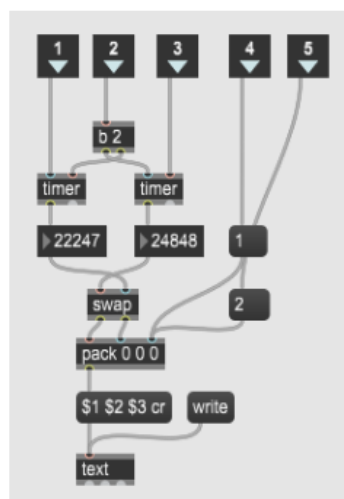 1 2 3 4 5
b 2
timer timer
22247 24848 1
swap 2
pack 0 0 0
$1 $2 $3 cr write
text